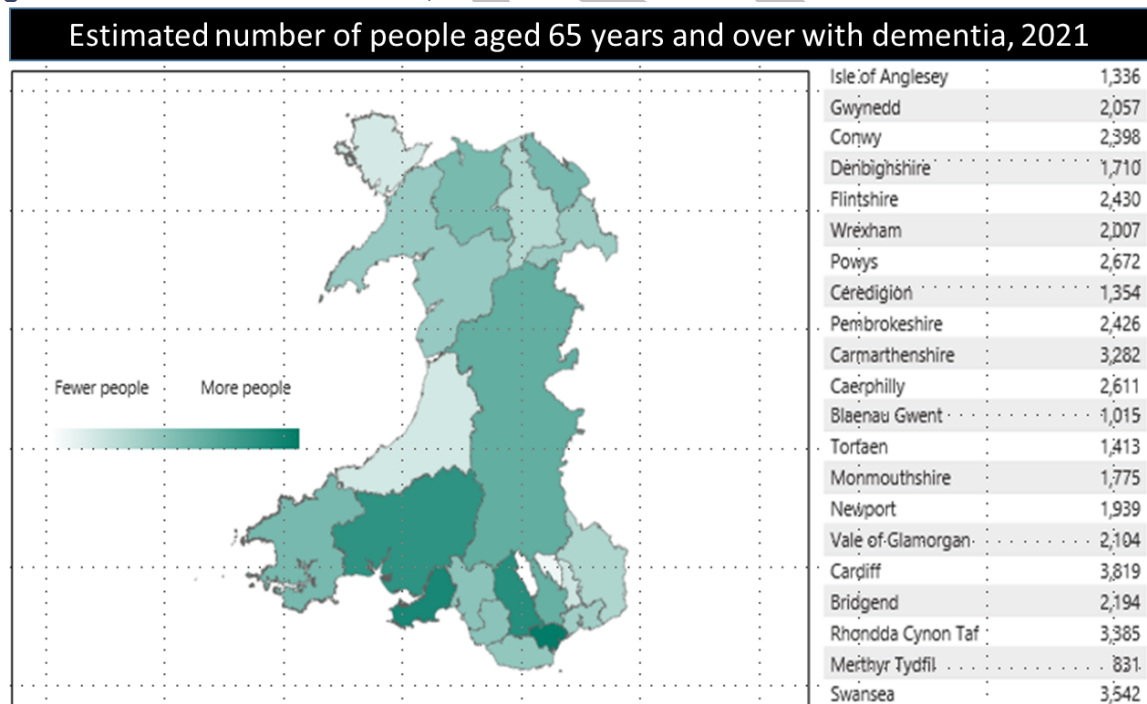 Estimated number of people aged 65 years and over with dementia, 2021
Fewer people More people
Isle of Anglesey 1,336
Gwynedd 2,057
Conwy 2,398
Denbighshire 1,710
Flintshire 2,430
Wrexham 2,007
Powys 2,672
Ceredigion 1,354
Pembrokeshire 2,426
Carmarthenshire 3,282
Caerphilly 2,611
Blaenau Gwent 1,015
Torfaen 1,413
Monmouthshire 1,775
Newport 1,939
Vale of Glamorgan 2,104
Cardiff 3,819
Bridgend 2,194
Rhondda Cynon Taf 3,385
Merthyr Tydfil 831
Swansea 3,542